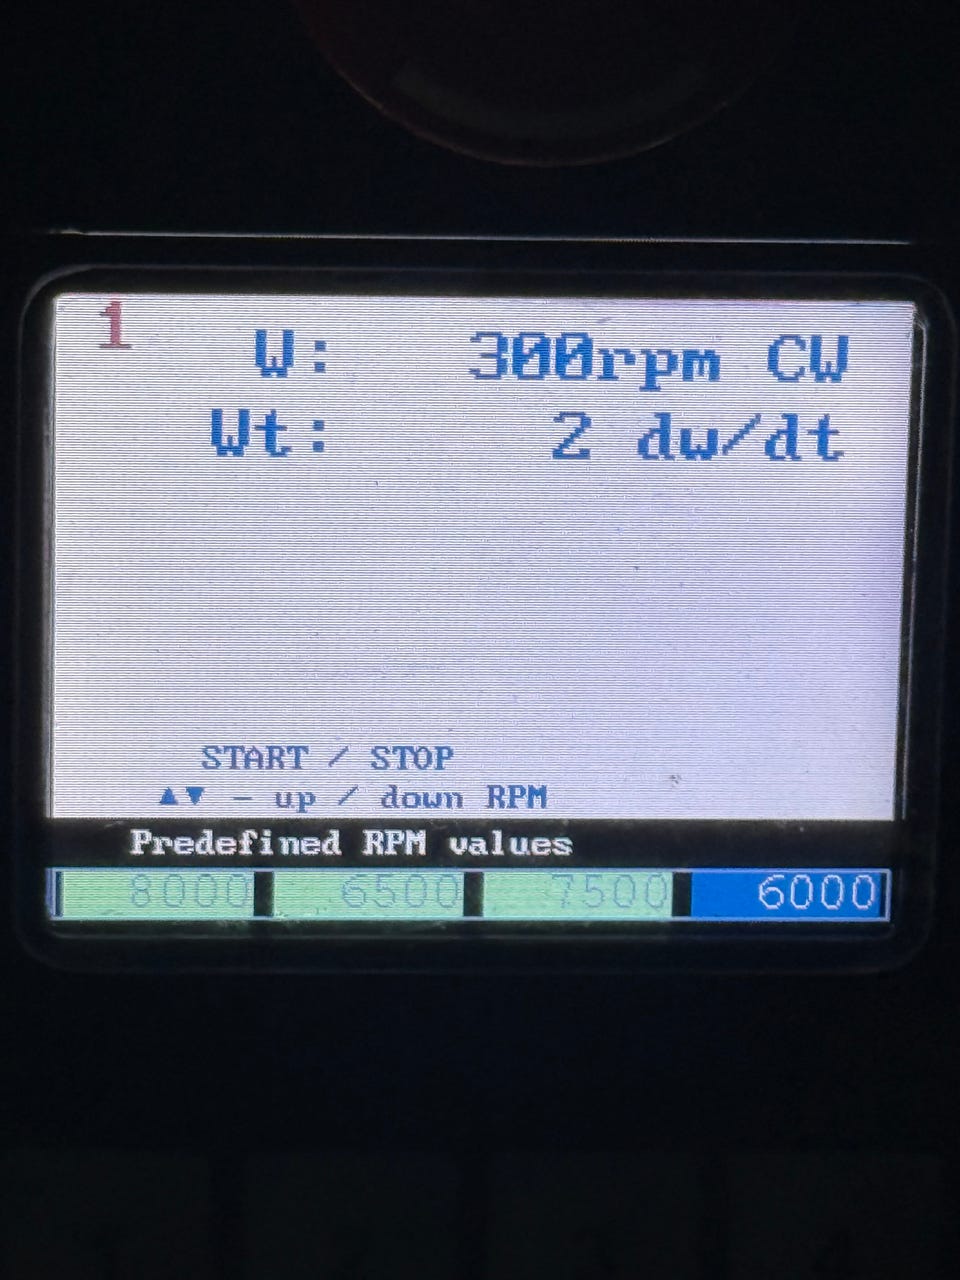 1
W: 300rpm CW
Wt: 2 dw/dt
START / STOP
▲▼ - up / down RPM
Predefined RPM values
8000 6500 7500 6000